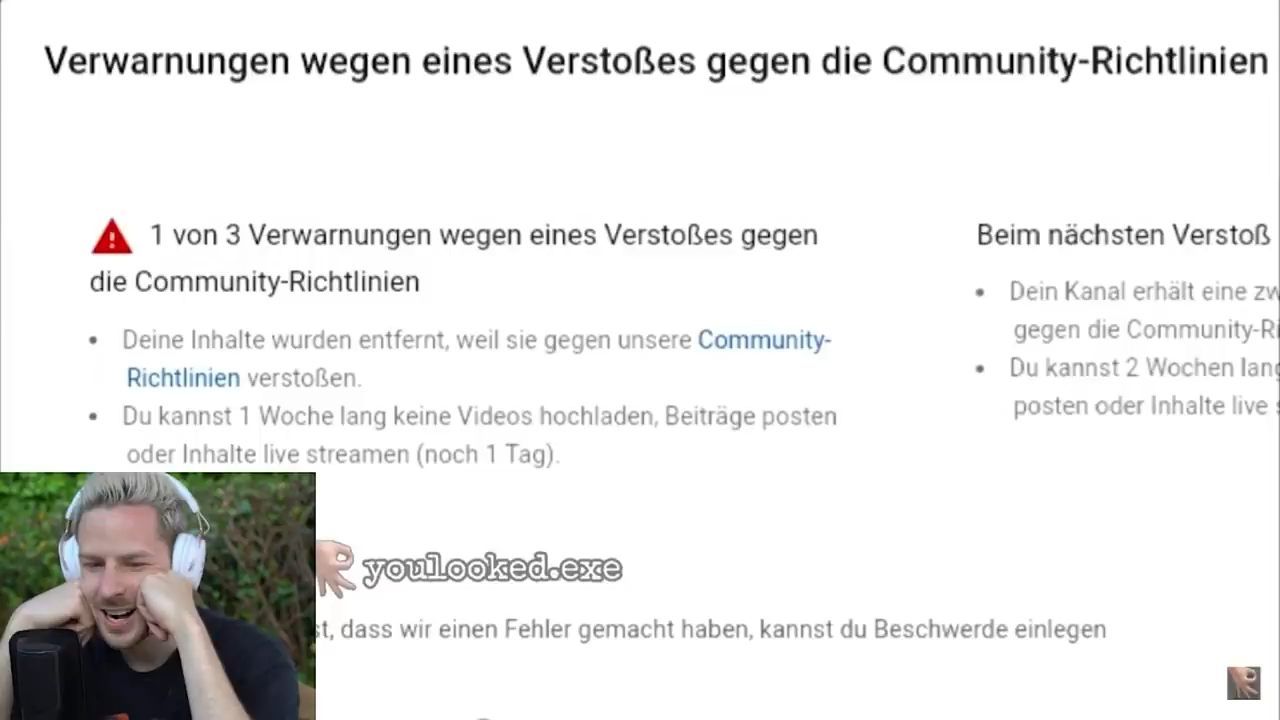 Verwarnungen wegen eines Verstoßes gegen die Community-Richtlinien
1 von 3 Verwarnungen wegen eines Verstoßes gegen
die Community-Richtlinien
• Deine Inhalte wurden entfernt, weil sie gegen unsere Community-
Richtlinien verstoßen.
• Du kannst 1 Woche lang keine Videos hochladen, Beiträge posten
oder Inhalte live streamen (noch 1 Tag).
Beim nächsten Verstoß
• Dein Kanal erhält eine
gegen die
• Du kannst 2 Wochen
posten oder Inhalte live
youlooked.exe
dass wir einen Fehler gemacht haben, kannst du Beschwerde einlegen